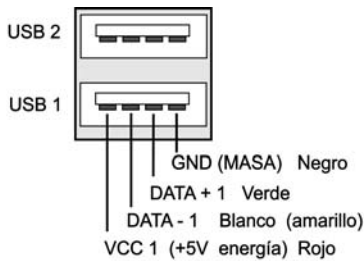 USB 2
USB 1
GND (MASA) Negro
DATA + 1 Verde
DATA - 1 Blanco (amarillo)
VCC 1 (+5V energía) Rojo